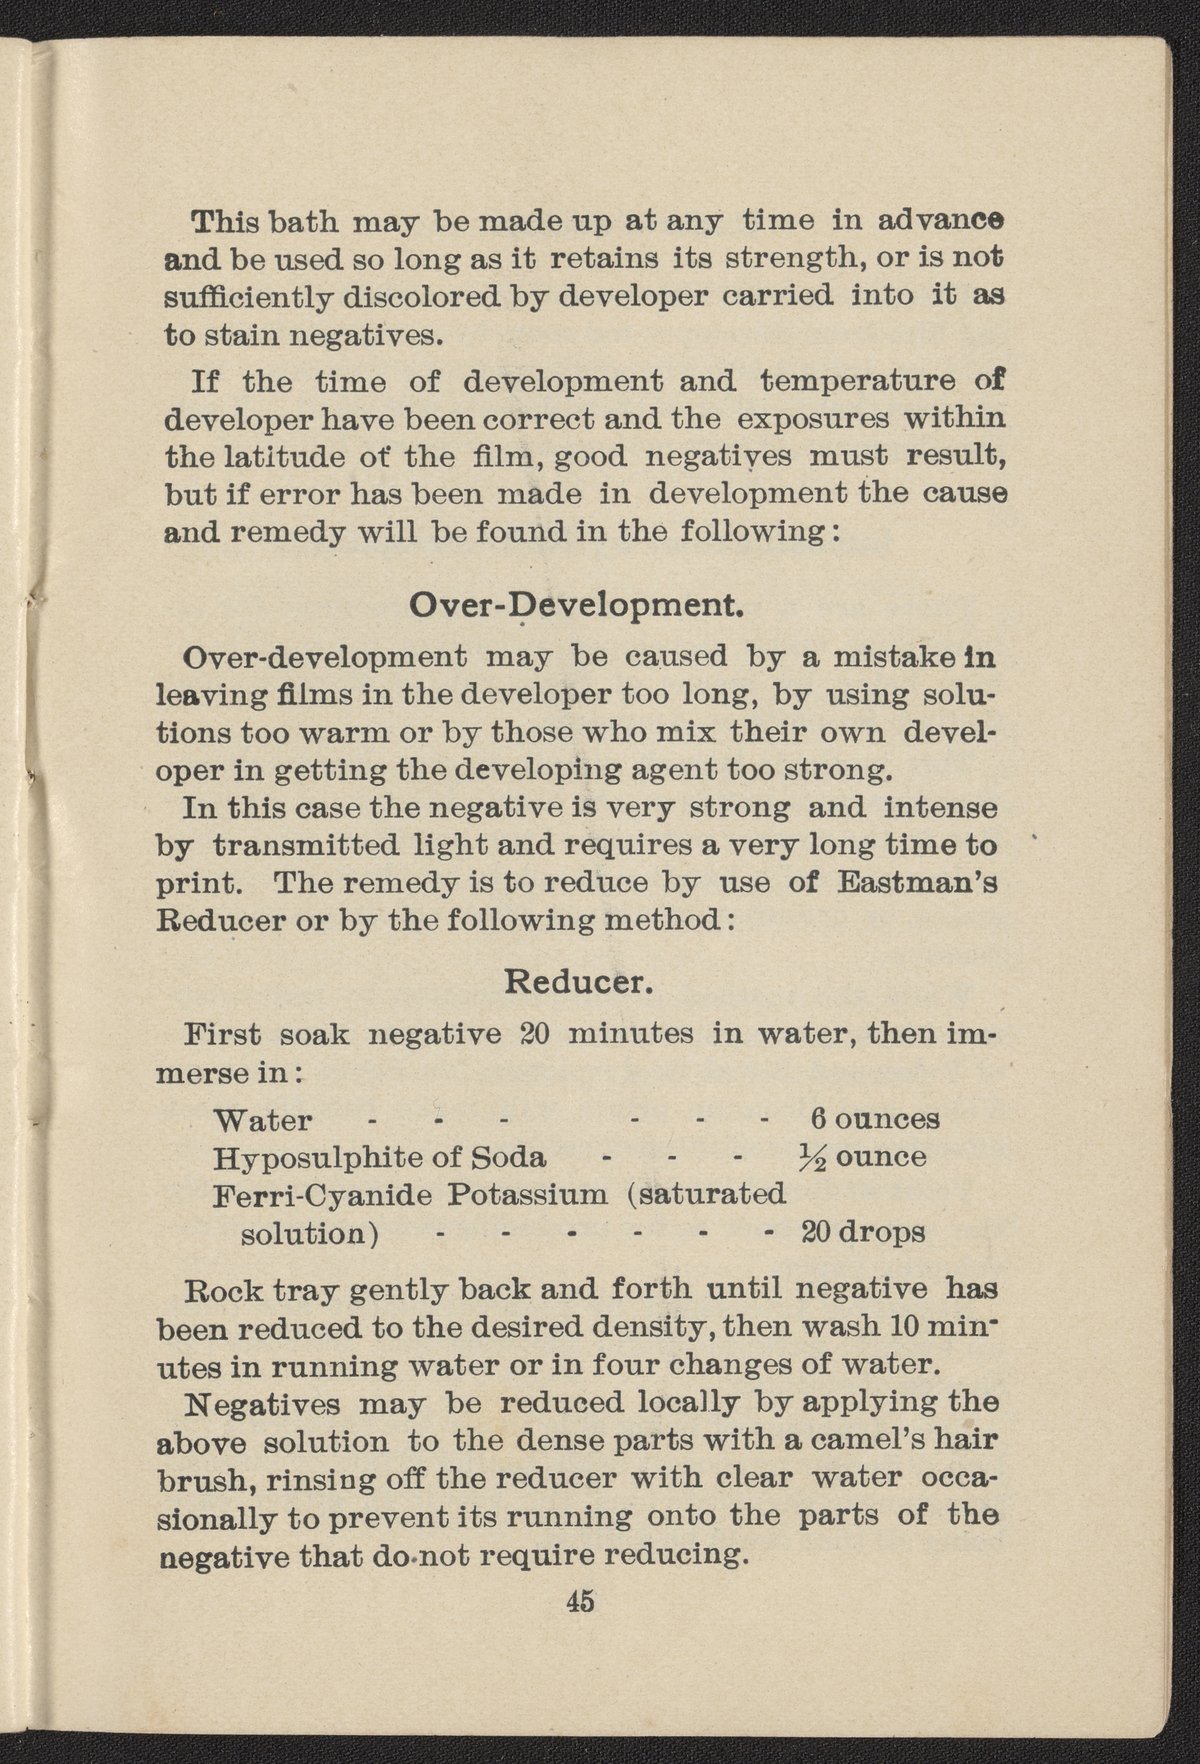 This bath may be made up at any time in advance
and be used so long as it retains its strength, or is not
sufficiently discolored by developer carried into it as
to stain negatives.
If the time of development and temperature of
developer have been correct and the exposures within
the latitude of the film, good negatives must result,
but if error has been made in development the cause
and remedy will be found in the following:
Over-Development.
Over-development may be caused by a mistake in
leaving films in the developer too long, by using solu-
tions too warm or by those who mix their own devel-
oper in getting the developing agent too strong.
In this case the negative is very strong and intense
by transmitted light and requires a very long time to
print. The remedy is to reduce by use of Eastman's
Reducer or by the following method:
Reducer.
First soak negative 20 minutes in water, then im-
merse in:
Water - - - - - - 6 ounces
Hyposulphite of Soda - - - ½ ounce
Ferri-Cyanide Potassium (saturated
solution) - - - - - - 20 drops
Rock tray gently back and forth until negative has
been reduced to the desired density, then wash 10 min-
utes in running water or in four changes of water.
Negatives may be reduced locally by applying the
above solution to the dense parts with a camel's hair
brush, rinsing off the reducer with clear water occa-
sionally to prevent its running onto the parts of the
negative that do not require reducing.
45